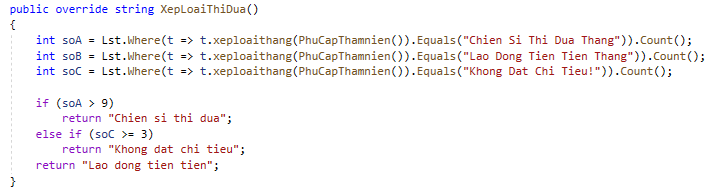 public override string XepLoaiThiDua()
{
int soA = Lst.Where(t => t.xeploaithang(PhuCapThamnien()).Equals("Chien Si Thi Dua Thang")).Count();
int soB = Lst.Where(t => t.xeploaithang(PhuCapThamnien()).Equals("Lao Dong Tien Tien Thang")).Count();
int soC = Lst.Where(t => t.xeploaithang(PhuCapThamnien()).Equals("Khong Dat Chi Tieu!")).Count();
if (soA > 9)
return "Chien si thi dua";
else if (soC >= 3)
return "Khong dat chi tieu";
return "Lao dong tien tien";
}